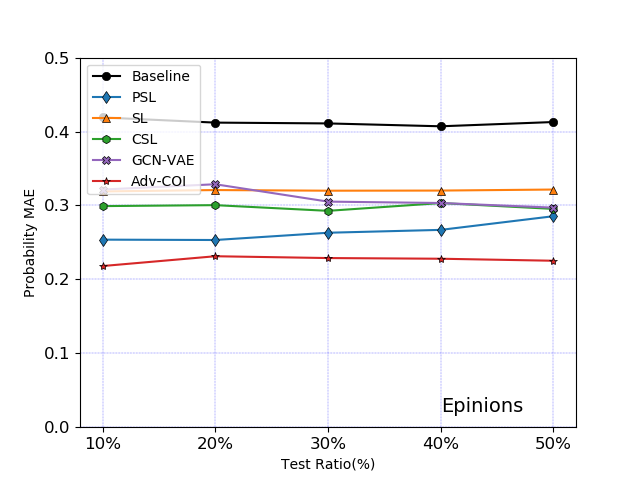 0.5
0.4
0.3
0.2
0.1
0.0
Probability MAE
Baseline
PSL
SL
CSL
GCN-VAE
Adv-COI
Epinions
10%
20%
30%
40%
50%
Test Ratio(%)